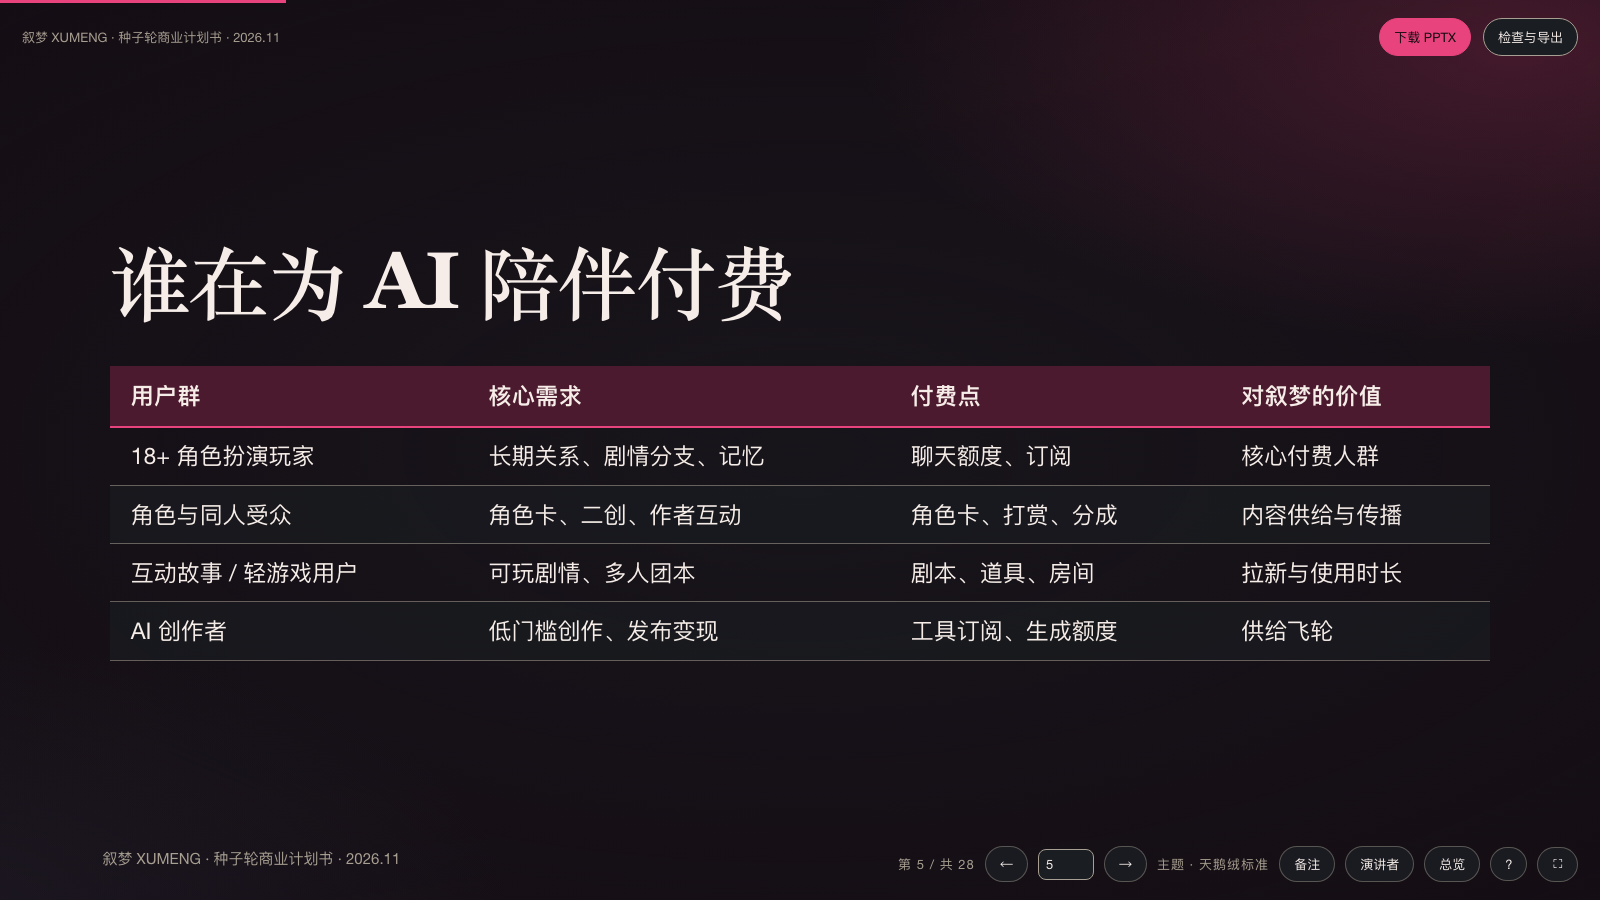 叙梦 XUMENG · 种子轮商业计划书 · 2026.11
下载 PPTX
检查与导出
谁在为 AI 陪伴付费
用户群 核心需求 付费点 对叙梦的价值
18+ 角色扮演玩家 长期关系、剧情分支、记忆 聊天额度、订阅 核心付费人群
角色与同人受众 角色卡、二创、作者互动 角色卡、打赏、分成 内容供给与传播
互动故事 / 轻游戏用户 可玩剧情、多人团本 剧本、道具、房间 拉新与使用时长
AI 创作者 低门槛创作、发布变现 工具订阅、生成额度 供给飞轮
叙梦 XUMENG · 种子轮商业计划书 · 2026.11
第 5 / 共 28 ← 5 → 主题 · 天鹅绒标准 备注 演讲者 总览 ?